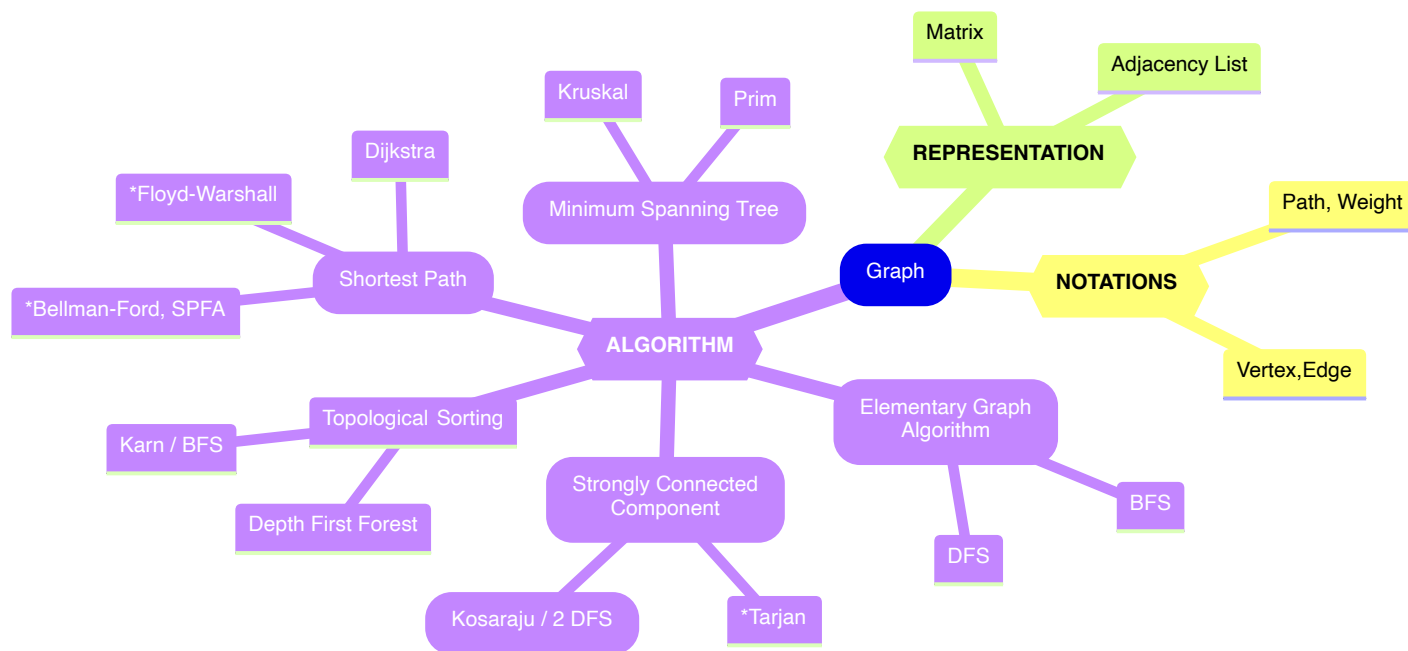 Matrix
Adjacency List
Kruskal
Prim
REPRESENTATION
Dijkstra
*Floyd-Warshall
Minimum Spanning Tree
Path, Weight
Shortest Path
Graph
NOTATIONS
*Bellman-Ford, SPFA
ALGORITHM
Vertex,Edge
Topological Sorting
Elementary Graph
Algorithm
Karn / BFS
Strongly Connected
Component
BFS
Depth First Forest
DFS
Kosaraju / 2 DFS
*Tarjan